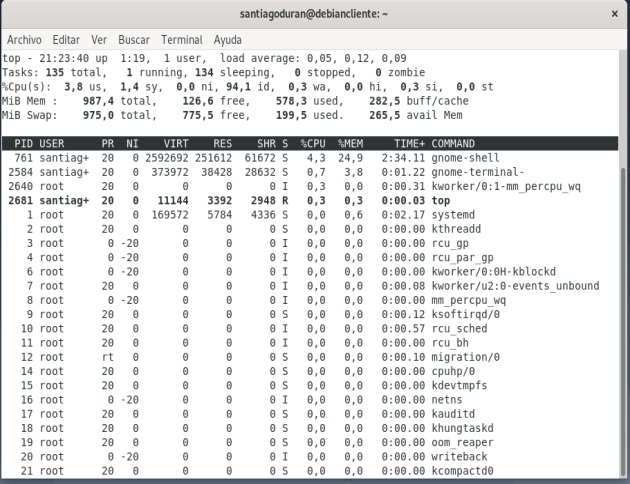 santiagoduran@debiancliente: ~ ×
Archivo Editar Ver Buscar Terminal Ayuda
top - 21:23:40 up  1:19,  1 user,  load average: 0,05, 0,12, 0,09
Tasks: 135 total,   1 running, 134 sleeping,   0 stopped,   0 zombie
%Cpu(s):  3,8 us,  1,4 sy,  0,0 ni, 94,1 id,  0,3 wa,  0,0 hi,  0,3 si,  0,0 st
MiB Mem :    987,4 total,    126,6 free,    578,3 used,    282,5 buff/cache
MiB Swap:    975,0 total,    775,5 free,    199,5 used.    265,5 avail Mem
PID USER      PR  NI    VIRT    RES    SHR S  %CPU  %MEM     TIME+ COMMAND
761 santiag+  20   0 2592692 251612  61672 S   4,3  24,9   2:34.11 gnome-shell
2584 santiag+  20   0  373972  38428  28632 S   0,7   3,8   0:01.22 gnome-terminal-
2640 root      20   0       0      0      0 I   0,3   0,0   0:00.31 kworker/0:1-mm_percpu_wq
2681 santiag+  20   0   11144   3392   2948 R   0,3   0,3   0:00.03 top
1 root      20   0  169572   5784   4336 S   0,0   0,6   0:02.17 systemd
2 root      20   0       0      0      0 S   0,0   0,0   0:00.00 kthreadd
3 root       0 -20       0      0      0 I   0,0   0,0   0:00.00 rcu_gp
4 root       0 -20       0      0      0 I   0,0   0,0   0:00.00 rcu_par_gp
6 root       0 -20       0      0      0 I   0,0   0,0   0:00.00 kworker/0:0H-kblockd
7 root      20   0       0      0      0 I   0,0   0,0   0:00.08 kworker/u2:0-events_unbound
8 root       0 -20       0      0      0 I   0,0   0,0   0:00.00 mm_percpu_wq
9 root      20   0       0      0      0 S   0,0   0,0   0:00.12 ksoftirqd/0
10 root      20   0       0      0      0 I   0,0   0,0   0:00.57 rcu_sched
11 root      20   0       0      0      0 I   0,0   0,0   0:00.00 rcu_bh
12 root      rt   0       0      0      0 S   0,0   0,0   0:00.10 migration/0
14 root      20   0       0      0      0 S   0,0   0,0   0:00.00 cpuhp/0
15 root      20   0       0      0      0 S   0,0   0,0   0:00.00 kdevtmpfs
16 root       0 -20       0      0      0 I   0,0   0,0   0:00.00 netns
17 root      20   0       0      0      0 S   0,0   0,0   0:00.00 kauditd
18 root      20   0       0      0      0 S   0,0   0,0   0:00.00 khungtaskd
19 root      20   0       0      0      0 S   0,0   0,0   0:00.00 oom_reaper
20 root       0 -20       0      0      0 I   0,0   0,0   0:00.00 writeback
21 root      20   0       0      0      0 S   0,0   0,0   0:00.00 kcompactd0